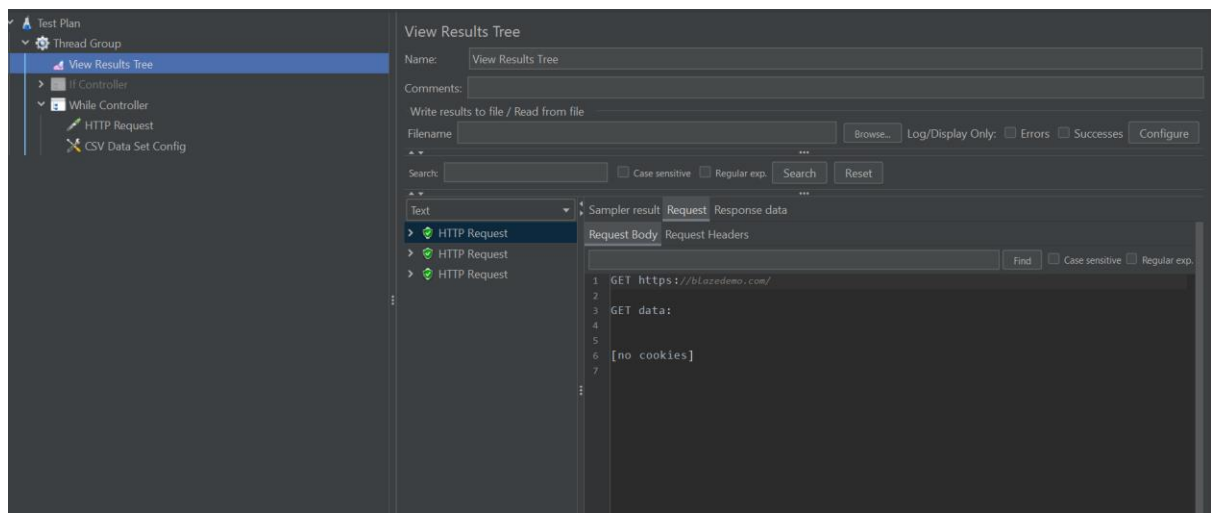 Test Plan
Thread Group
View Results Tree
If Controller
While Controller
HTTP Request
CSV Data Set Config
View Results Tree
Name: View Results Tree
Comments:
Write results to file / Read from file
Filename Browse... Log/Display Only: Errors Successes Configure
Search: Case sensitive Regular exp. Search Reset
Text
HTTP Request
HTTP Request
HTTP Request
Sampler result Request Response data
Request Body Request Headers
Find Case sensitive Regular exp.
1 GET https://blazedemo.com/
2
3 GET data:
4
5
6 [no cookies]
7